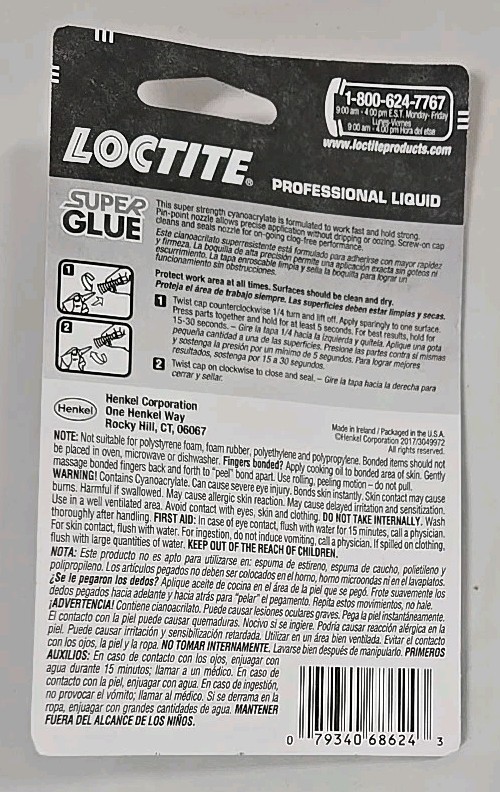 1-800-624-7767
9:00 am - 4:00 pm E.S.T. Monday- Friday
Lunes-Viernes
9:00 am - 4:00 pm Hora del este
www.loctiteproducts.com
LOCTITE®
PROFESSIONAL LIQUID
SUPER
GLUE
This super strength cyanoacrylate is formulated to work fast and hold strong.
Pin-point nozzle allows precise application without dripping or oozing. Screw-on cap
cleans and seals nozzle for on-going clog-free performance.
Este cianoacrilato superresistente está formulado para adherirse con mayor rapidez
y firmeza. La boquilla de alta precisión permite una aplicación exacta sin goteos ni
escurrimiento. La tapa enroscable limpia y sella la boquilla para lograr un
funcionamiento sin obstrucciones.
Protect work area at all times. Surfaces should be clean and dry.
Proteja el área de trabajo siempre. Las superficies deben estar limpias y secas.
1
1 Twist cap counterclockwise 1/4 turn and lift off. Apply sparingly to one surface.
Press parts together and hold for at least 5 seconds. For best results, hold for
15-30 seconds. – Gire la tapa 1/4 hacia la izquierda y quítela. Aplique una gota
pequeña cantidad a una de las superficies. Presione las partes contra sí mismas
y sostenga la presión por un mínimo de 5 segundos. Para lograr mejores
resultados, sostenga por 15 a 30 segundos.
2
2 Twist cap on clockwise to close and seal. – Gire la tapa hacia la derecha para
cerrar y sellar.
Henkel
Henkel Corporation
One Henkel Way
Rocky Hill, CT, 06067
Made in Ireland / Packaged in the U.S.A.
©Henkel Corporation 2017/3049972
All rights reserved.
NOTE: Not suitable for polystyrene foam, foam rubber, polyethylene and polypropylene. Bonded items should not
be placed in oven, microwave or dishwasher. Fingers bonded? Apply cooking oil to bonded area of skin. Gently
massage bonded fingers back and forth to "peel" bond apart. Use rolling, peeling motion – do not pull.
WARNING! Contains Cyanoacrylate. Can cause severe eye injury. Bonds skin instantly. Skin contact may cause
burns. Harmful if swallowed. May cause allergic skin reaction. May cause delayed irritation and sensitization.
Use in a well ventilated area. Avoid contact with eyes, skin and clothing. DO NOT TAKE INTERNALLY. Wash
thoroughly after handling. FIRST AID: In case of eye contact, flush with water for 15 minutes, call a physician.
For skin contact, flush with water. For ingestion, do not induce vomiting, call a physician. If spilled on clothing,
flush with large quantities of water. KEEP OUT OF THE REACH OF CHILDREN.
NOTA: Este producto no es apto para utilizarse en: espuma de estireno, espuma de caucho, polietileno y
polipropileno. Los artículos pegados no deben ser colocados en el horno, horno microondas ni en el lavaplatos.
¿Se le pegaron los dedos? Aplique aceite de cocina en el área de la piel que se pegó. Frote suavemente los
dedos pegados hacia adelante y hacia atrás para "pelar" el pegamento. Repita estos movimientos, no hale.
¡ADVERTENCIA! Contiene cianoacrilato. Puede causar lesiones oculares graves. Pega la piel instantáneamente.
El contacto con la piel puede causar quemaduras. Nocivo si se ingiere. Podría causar reacción alérgica en la
piel. Puede causar irritación y sensibilización retardada. Utilizar en un área bien ventilada. Evitar el contacto
con los ojos, la piel y la ropa. NO TOMAR INTERNAMENTE. Lavarse bien después de manipularlo. PRIMEROS
AUXILIOS: En caso de contacto con los ojos, enjuagar con
agua durante 15 minutos; llamar a un médico. En caso de
contacto con la piel, enjuagar con agua. En caso de ingestión,
no provocar el vómito; llamar al médico. Si se derrama en la
ropa, enjuagar con grandes cantidades de agua. MANTENER
FUERA DEL ALCANCE DE LOS NIÑOS.
0 79340 68624 3